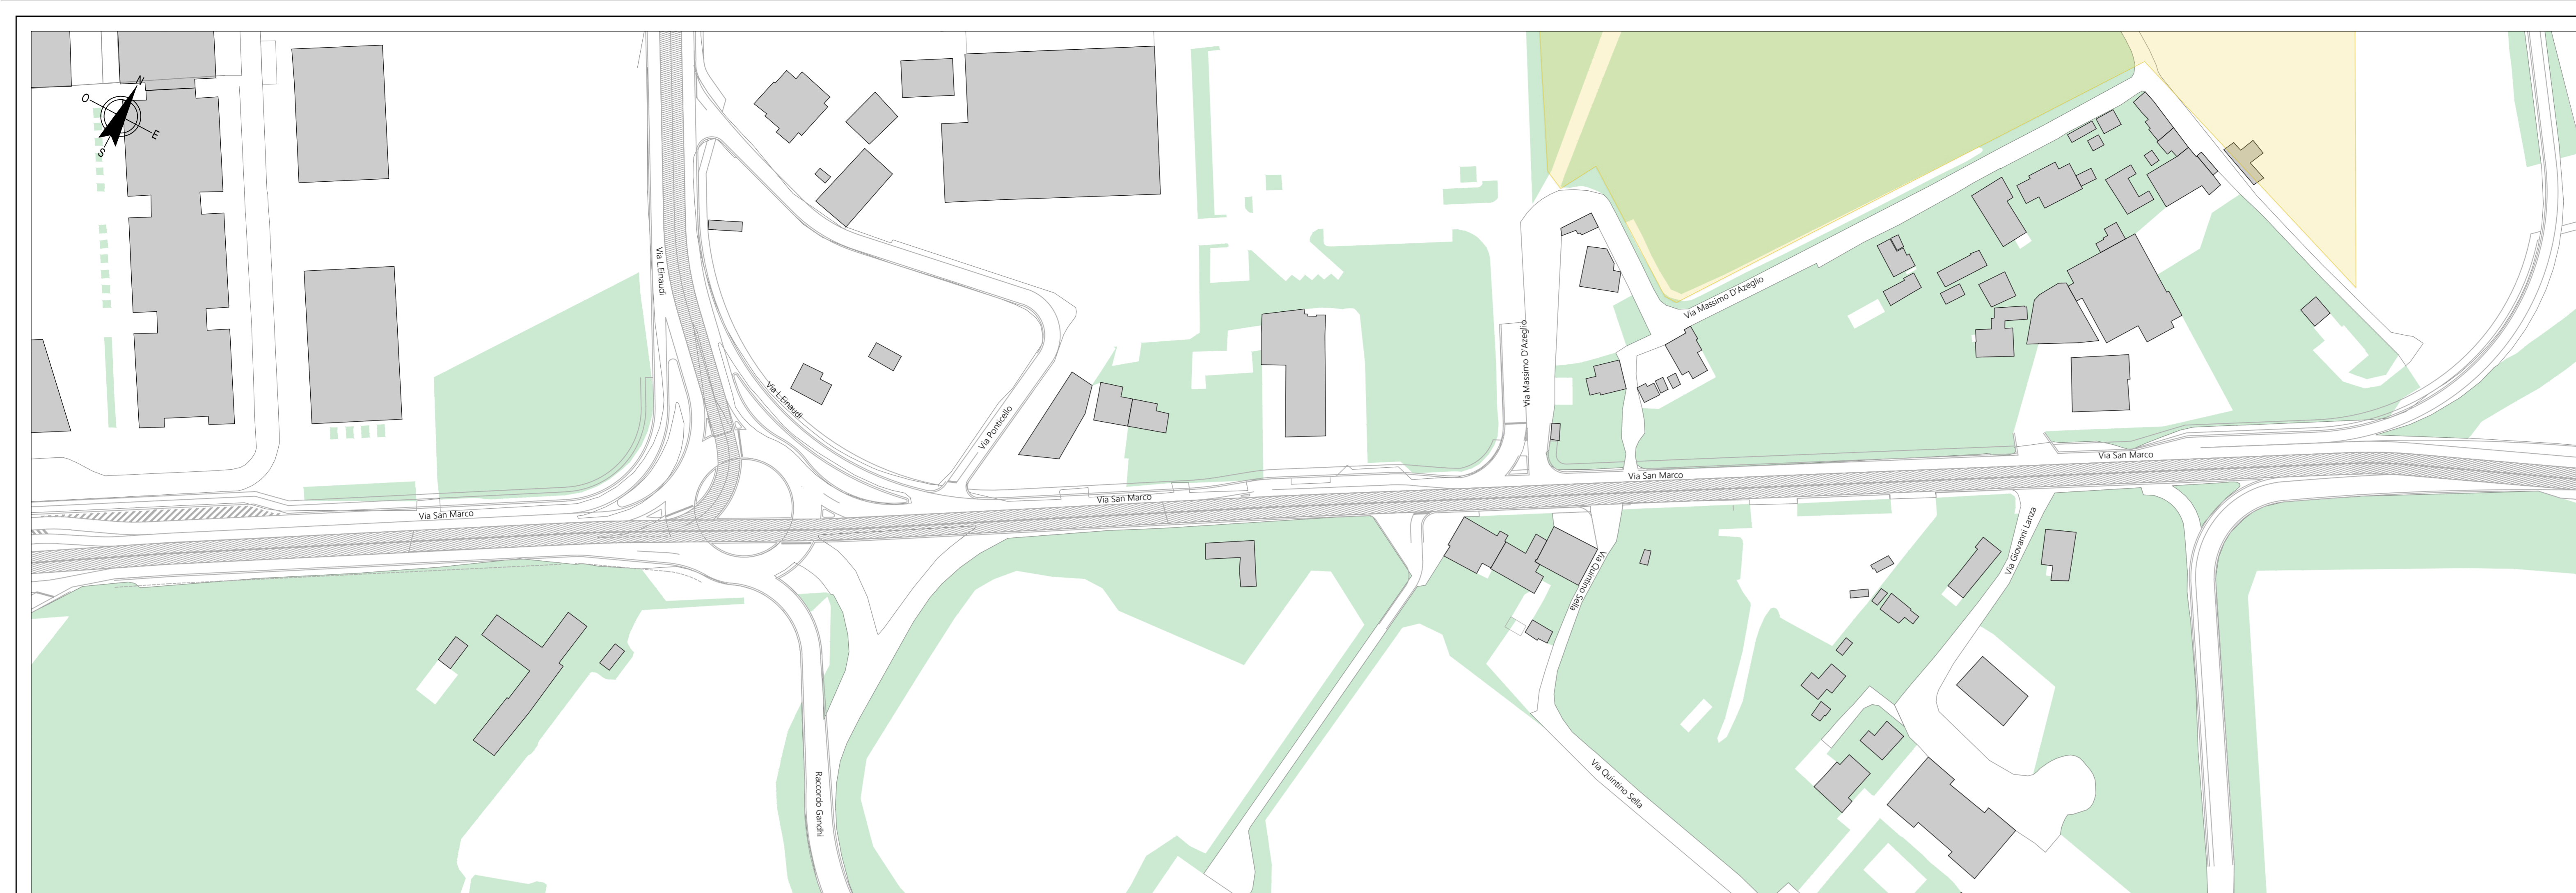 N
O
E
S
Via L.Einaudi
Via Massimo D'Azeglio
Via Massimo D'Azeglio
Via L.Einaudi
Via Ponticello
Via San Marco
Via San Marco
Via San Marco
Via San Marco
Via Quintino Sella
Via Giovanni Lanza
Raccordo Gandhi
Via Quintino Sella